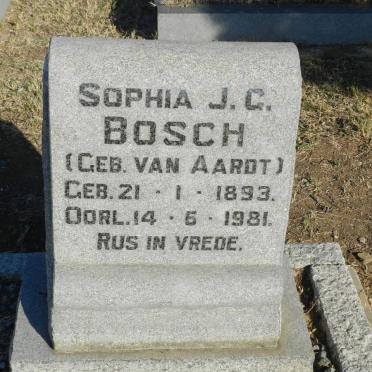 SOPHIA J. C.
BOSCH
(GEB. VAN AARDT)
GEB. 21 - 1 - 1893.
OORL. 14 - 6 - 1981.
RUS IN VREDE.